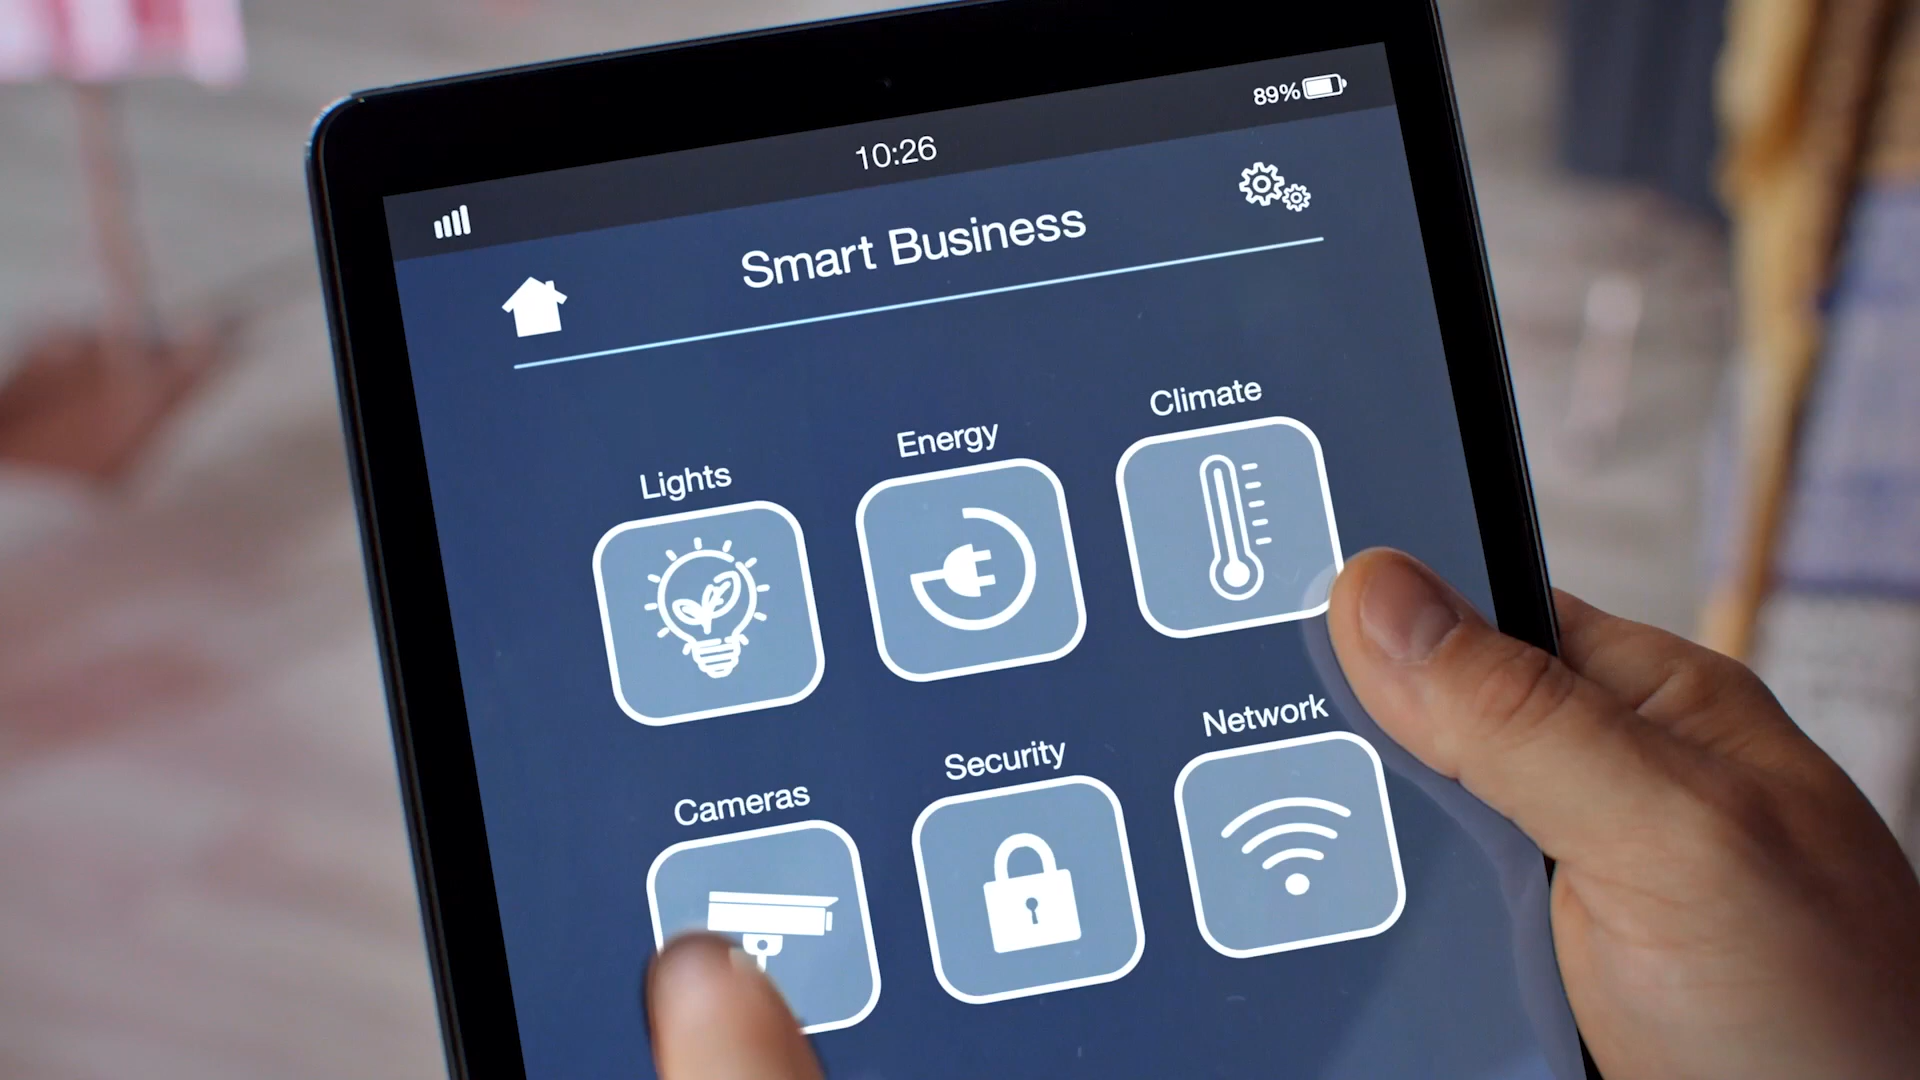 89%
10:26
Smart Business
Lights
Energy
Climate
Cameras
Security
Network